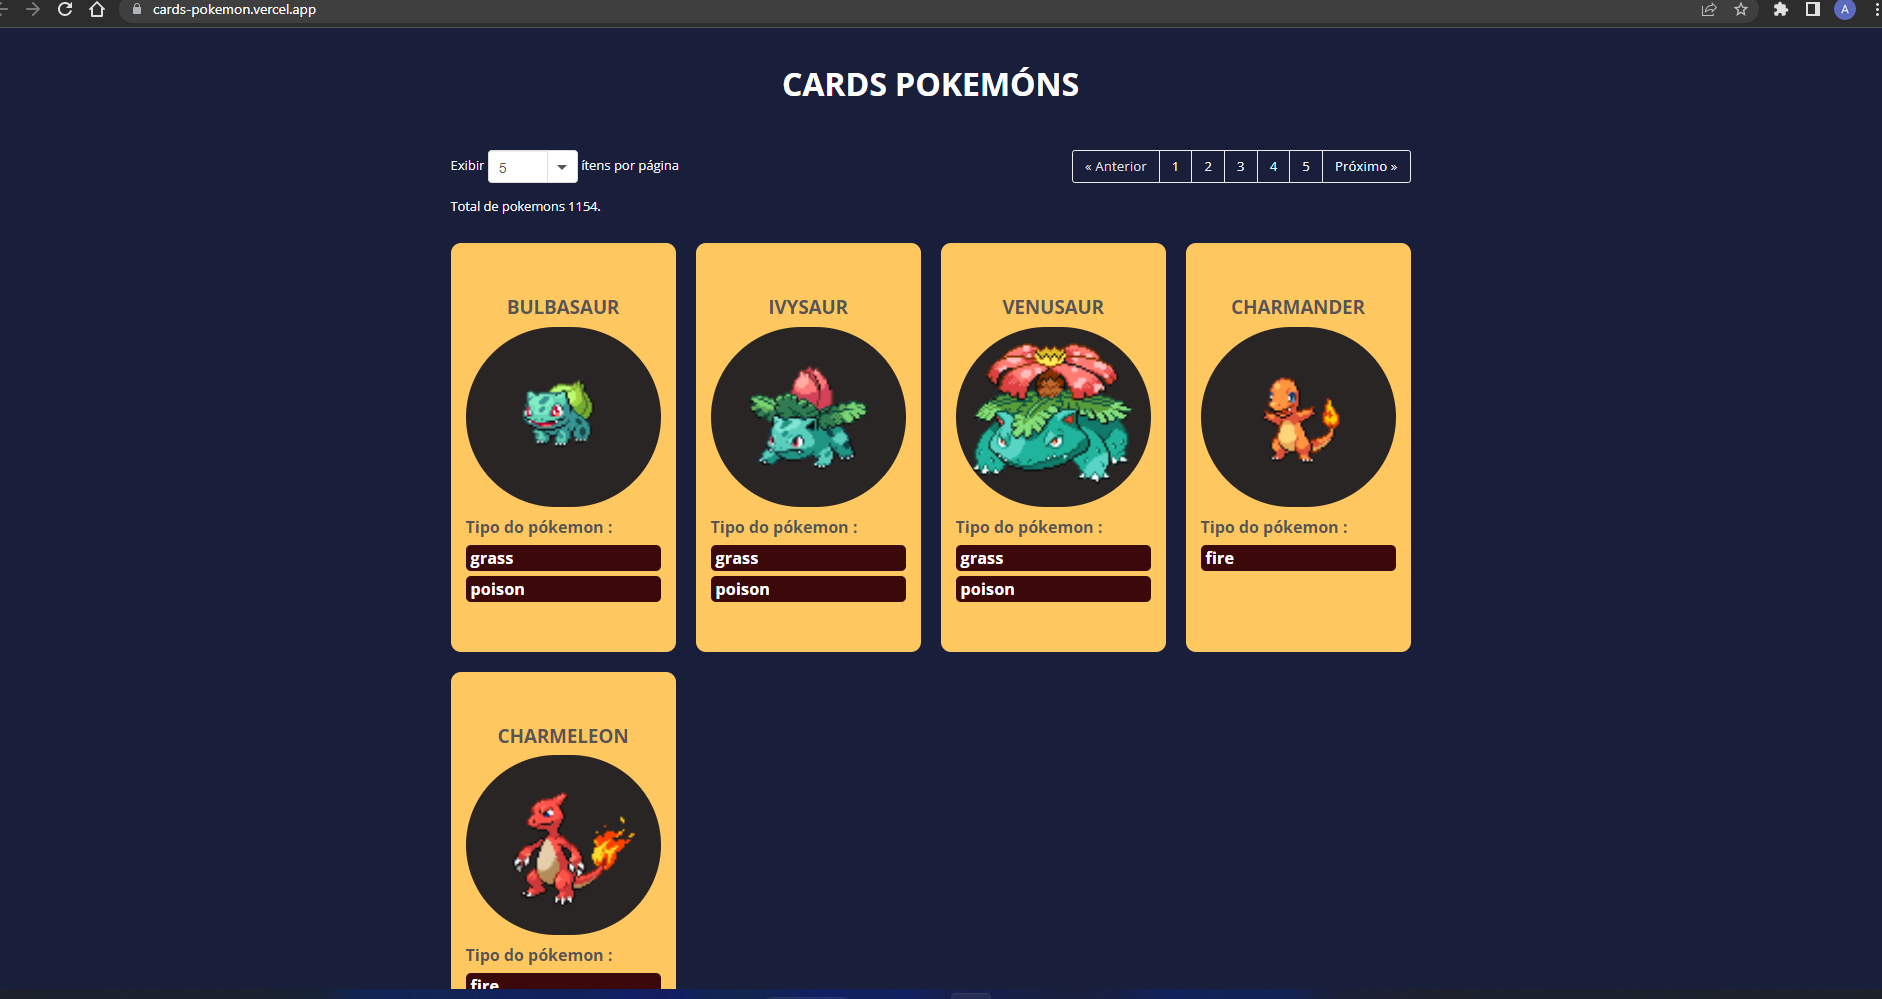 cards-pokemon.vercel.app
A
CARDS POKEMÓNS
Exibir 5 ítens por página
« Anterior 1 2 3 4 5 Próximo »
Total de pokemons 1154.
BULBASAUR
Tipo do pókemon :
grass
poison
IVYSAUR
Tipo do pókemon :
grass
poison
VENUSAUR
Tipo do pókemon :
grass
poison
CHARMANDER
Tipo do pókemon :
fire
CHARMELEON
Tipo do pókemon :
fire